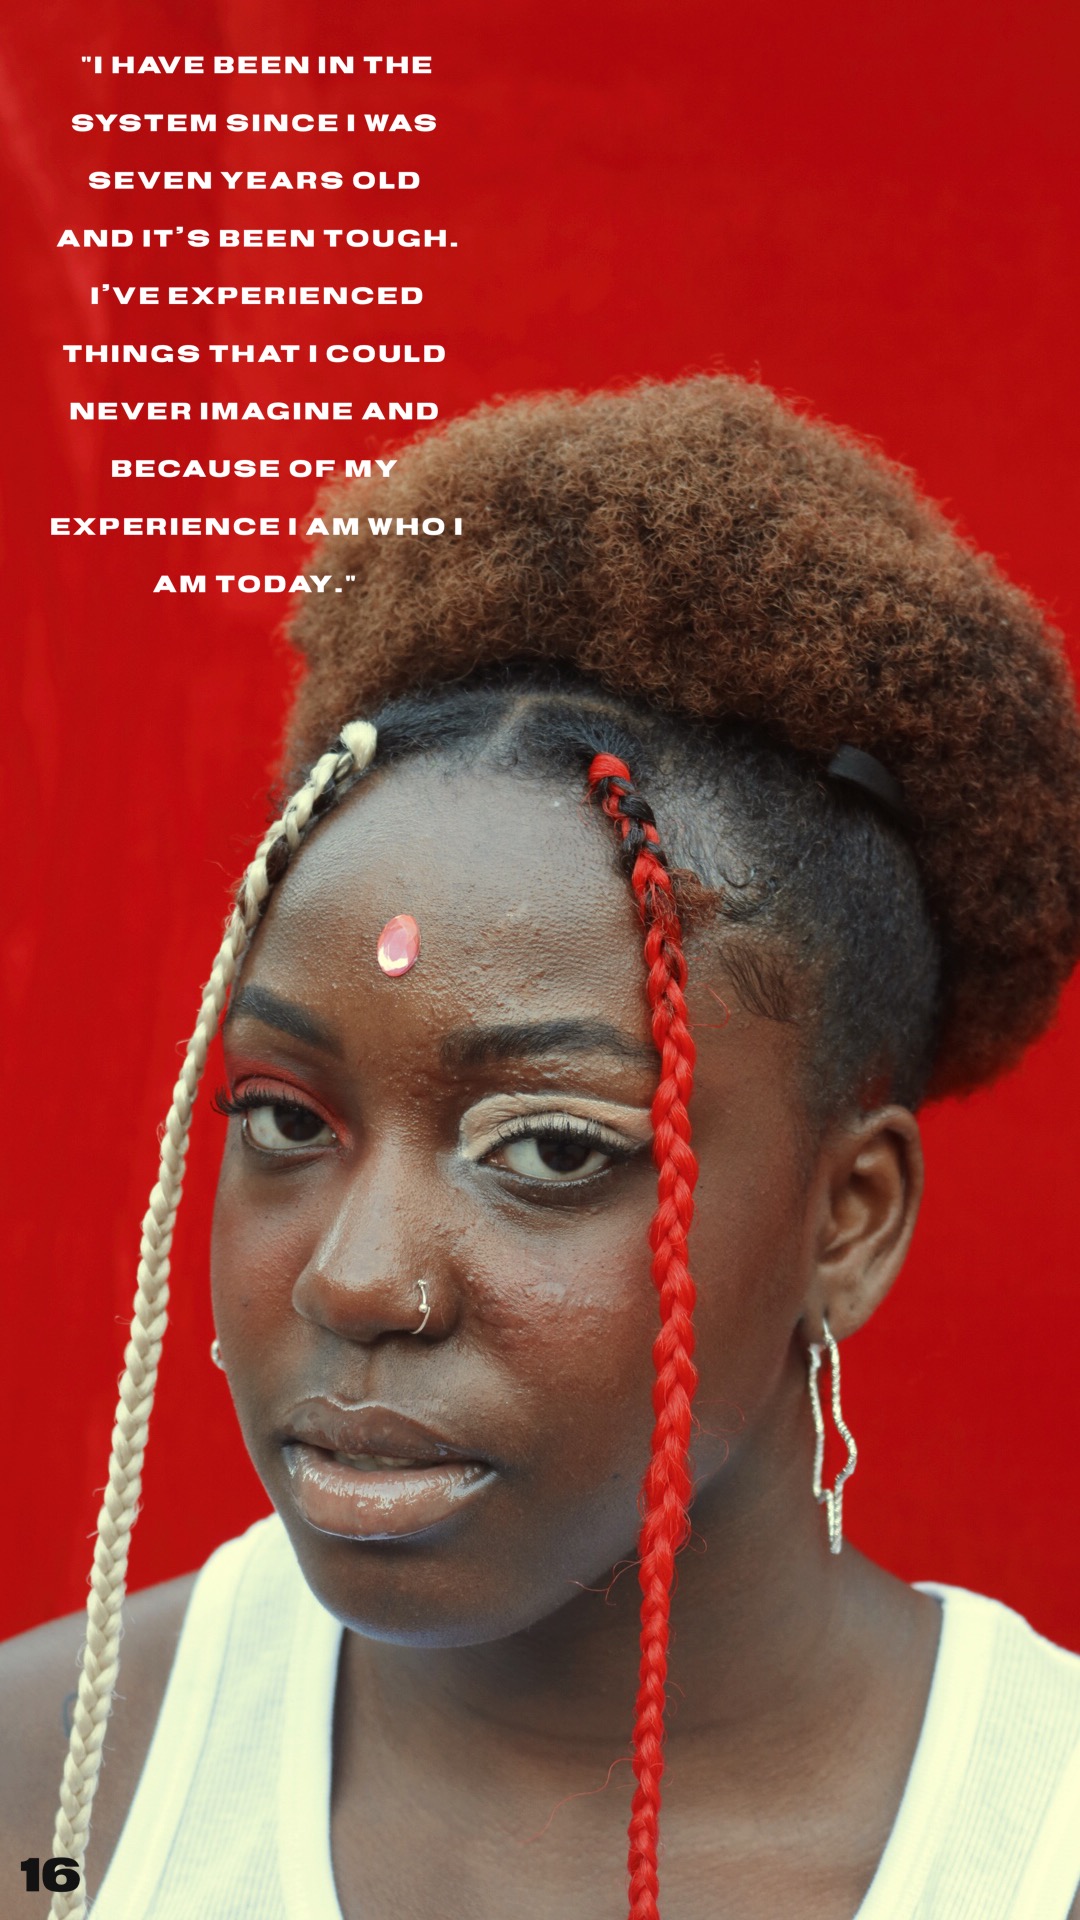 "I HAVE BEEN IN THE
SYSTEM SINCE I WAS
SEVEN YEARS OLD
AND IT’S BEEN TOUGH.
I’VE EXPERIENCED
THINGS THAT I COULD
NEVER IMAGINE AND
BECAUSE OF MY
EXPERIENCE I AM WHO I
AM TODAY."
16